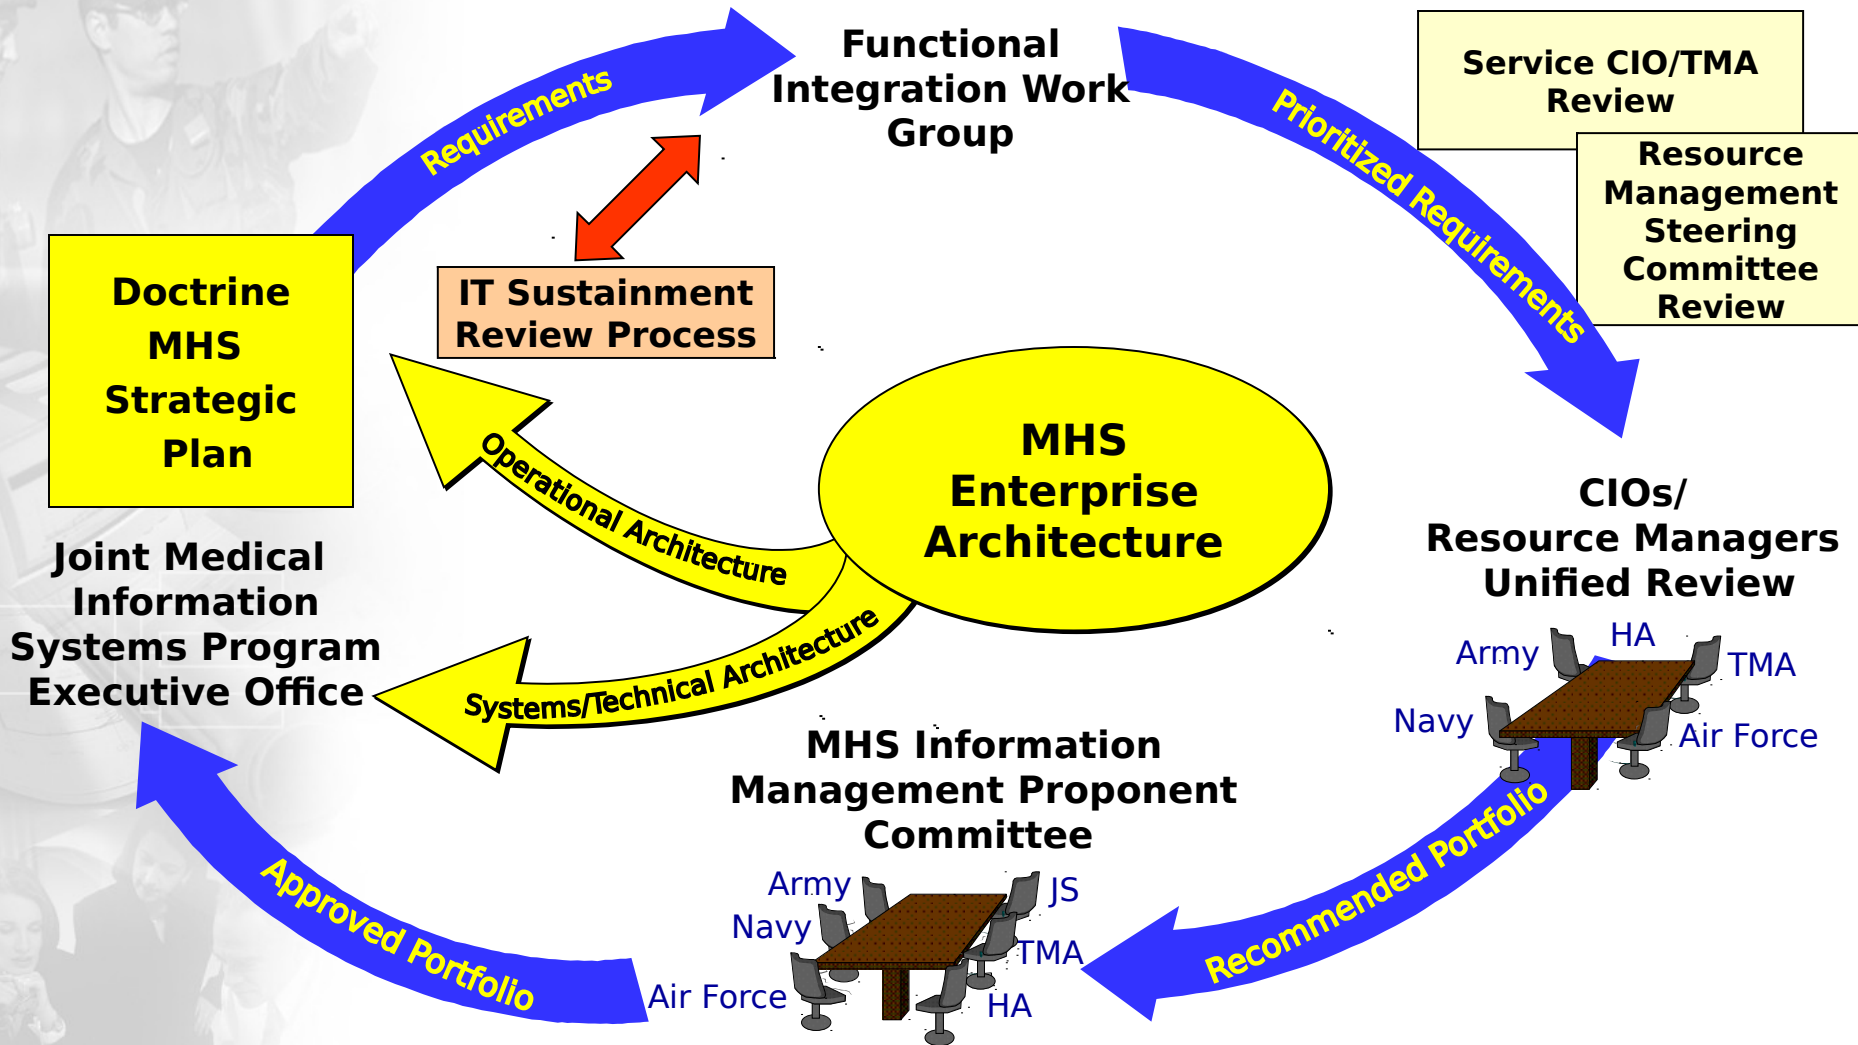 Functional
Integration Work
Group
Requirements
Prioritized Requirements
Service CIO/TMA
Review
Resource
Management
Steering
Committee
Review
Doctrine
MHS
Strategic
Plan
IT Sustainment
Review Process
MHS
Enterprise
Architecture
Operational Architecture
Systems/Technical Architecture
CIOs/
Resource Managers
Unified Review
HA
Army
TMA
Navy
Air Force
Joint Medical
Information
Systems Program
Executive Office
MHS Information
Management Proponent
Committee
Army
JS
Navy
TMA
Air Force
HA
Recommended Portfolio
Approved Portfolio